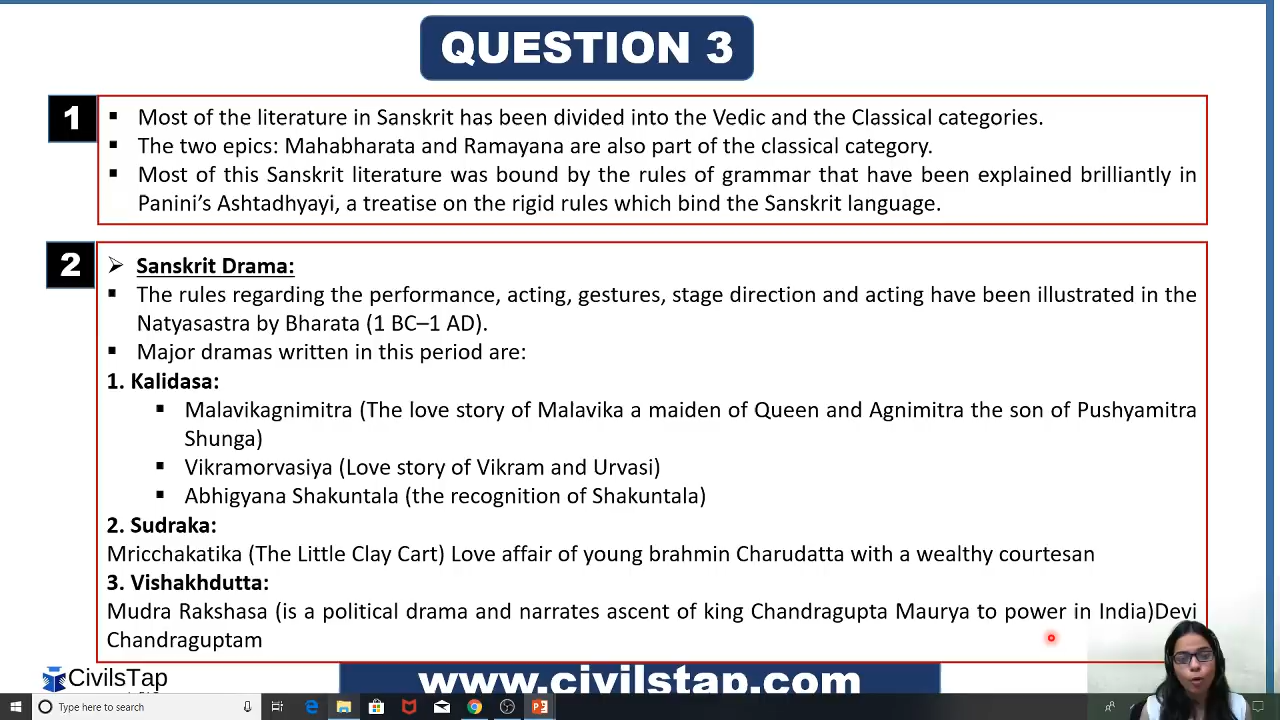 QUESTION 3
1
▪ Most of the literature in Sanskrit has been divided into the Vedic and the Classical categories.
▪ The two epics: Mahabharata and Ramayana are also part of the classical category.
▪ Most of this Sanskrit literature was bound by the rules of grammar that have been explained brilliantly in
Panini’s Ashtadhyayi, a treatise on the rigid rules which bind the Sanskrit language.
2
➢ Sanskrit Drama:
▪ The rules regarding the performance, acting, gestures, stage direction and acting have been illustrated in the
Natyasastra by Bharata (1 BC–1 AD).
▪ Major dramas written in this period are:
1. Kalidasa:
▪ Malavikagnimitra (The love story of Malavika a maiden of Queen and Agnimitra the son of Pushyamitra
Shunga)
▪ Vikramorvasiya (Love story of Vikram and Urvasi)
▪ Abhigyana Shakuntala (the recognition of Shakuntala)
2. Sudraka:
Mricchakatika (The Little Clay Cart) Love affair of young brahmin Charudatta with a wealthy courtesan
3. Vishakhdutta:
Mudra Rakshasa (is a political drama and narrates ascent of king Chandragupta Maurya to power in India)Devi
Chandraguptam
CivilsTap
www.civilstap.com
Type here to search